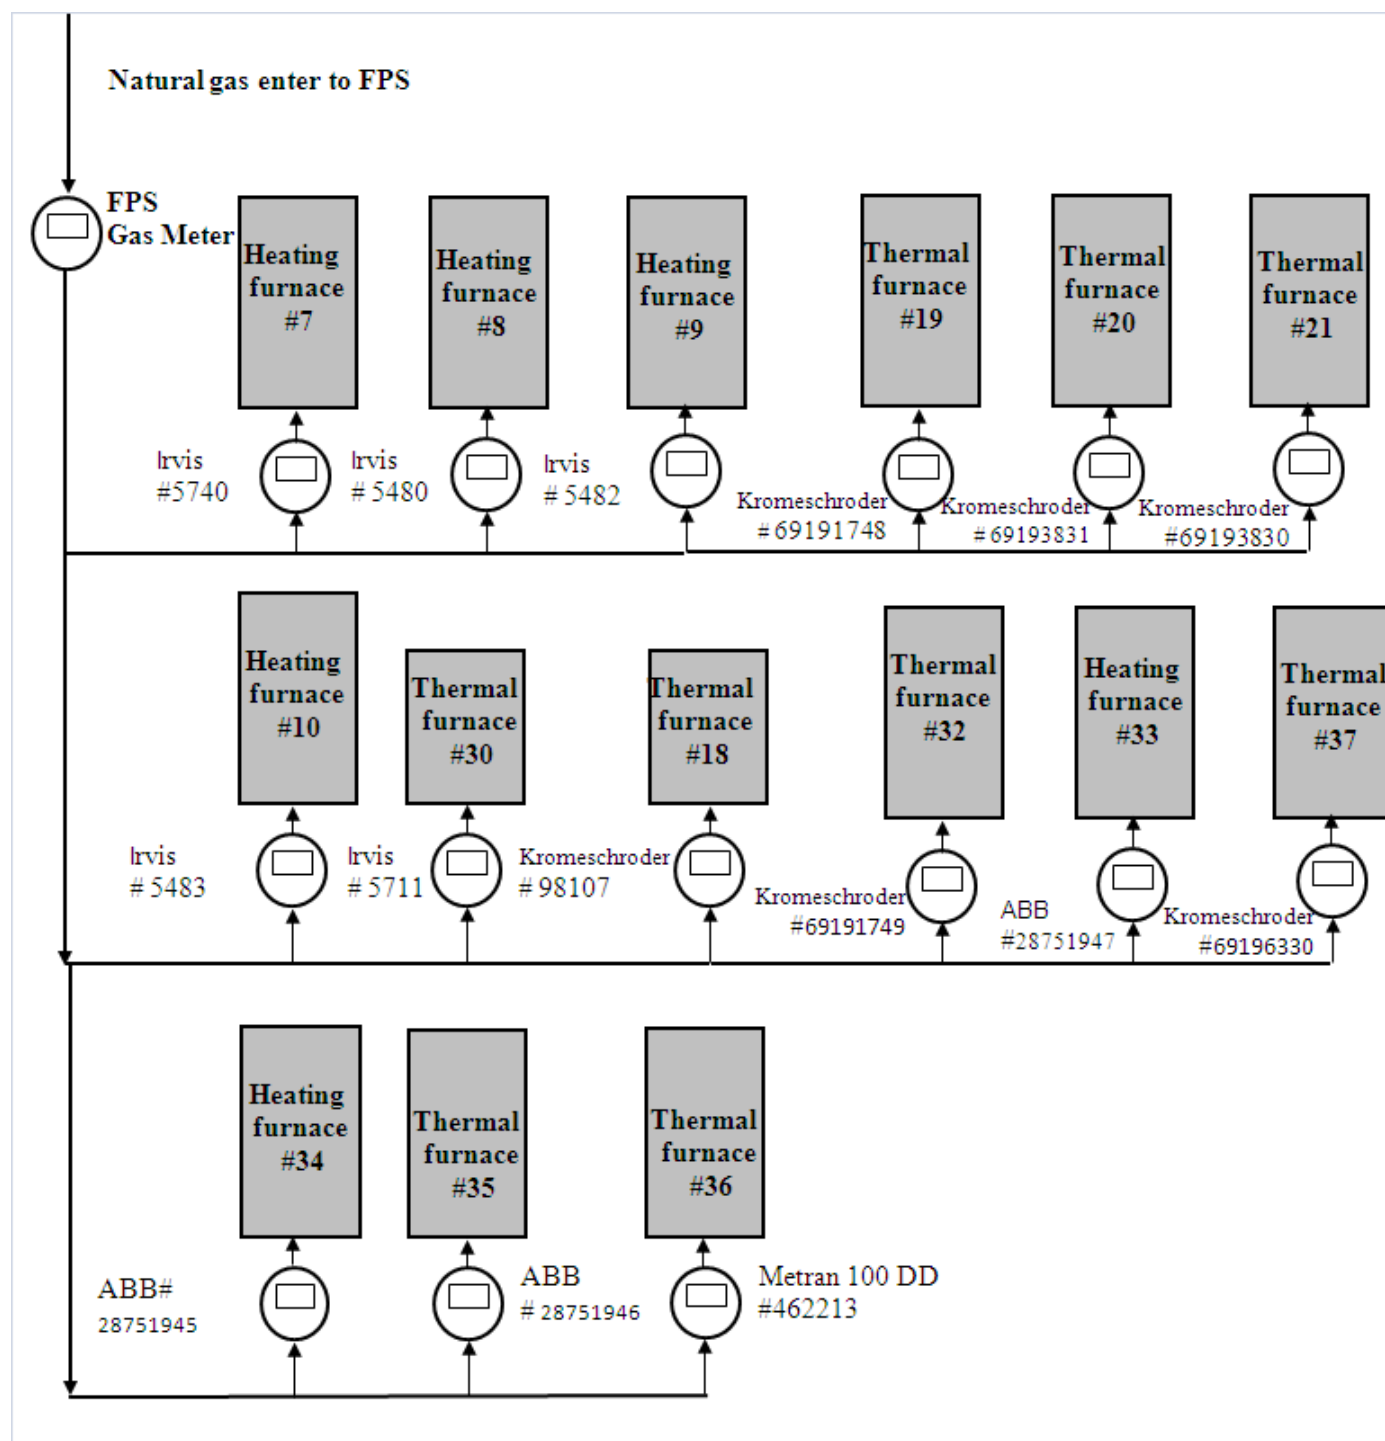 Natural gas enter to FPS
FPS
Gas Meter
Heating
furnace
#7
Heating
furnace
#8
Heating
furnace
#9
Thermal
furnace
#19
Thermal
furnace
#20
Thermal
furnace
#21
Irvis
#5740
Irvis
# 5480
Irvis
# 5482
Kromeschroder
# 69191748
Kromeschroder
# 69193831
Kromeschroder
#69193830
Heating
furnace
#10
Thermal
furnace
#30
Thermal
furnace
#18
Thermal
furnace
#32
Heating
furnace
#33
Thermal
furnace
#37
Irvis
# 5483
Irvis
# 5711
Kromeschroder
# 98107
Kromeschroder
#69191749
ABB
#28751947
Kromeschroder
#69196330
Heating
furnace
#34
Thermal
furnace
#35
Thermal
furnace
#36
ABB#
28751945
ABB
# 28751946
Metran 100 DD
#462213